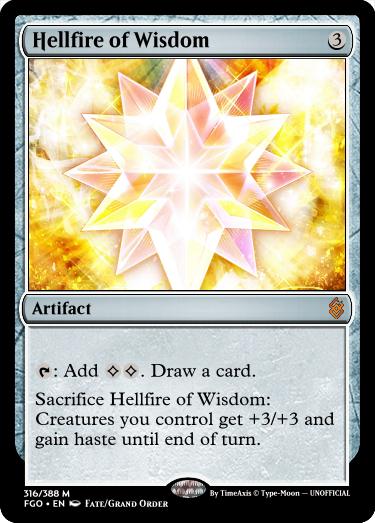 Hellfire of Wisdom 3
Artifact
: Add . Draw a card.
Sacrifice Hellfire of Wisdom:
Creatures you control get +3/+3 and
gain haste until end of turn.
316/388 M
FGO • EN Fate/Grand Order
By TimeAxis © Type-Moon — UNOFFICIAL